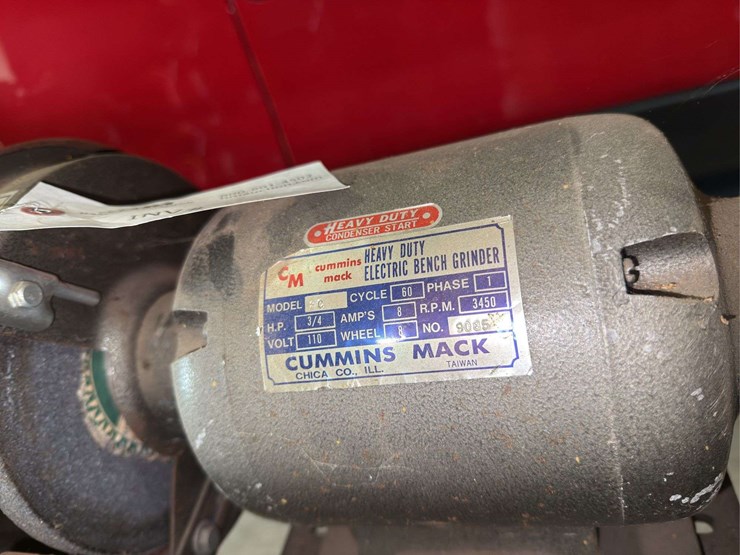 HEAVY DUTY
CONDENSER START
CM cummins mack HEAVY DUTY ELECTRIC BENCH GRINDER
MODEL CYCLE 60 PHASE 1
H.P. 3/4 AMP'S 8 R.P.M. 3450
VOLT 110 WHEEL 8 NO. 9085
CUMMINS MACK
CHICA CO., ILL. TAIWAN